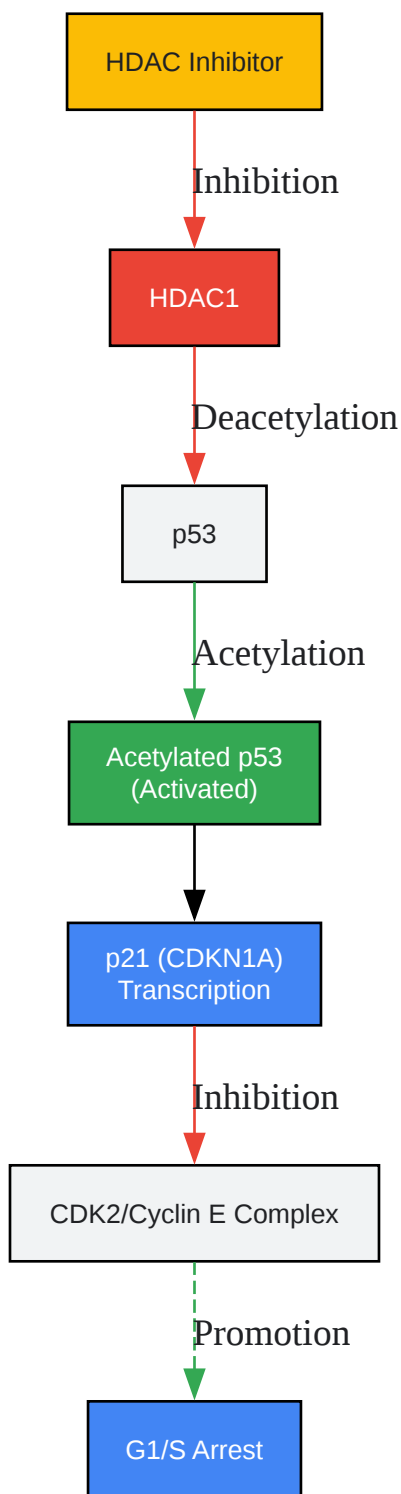 HDAC Inhibitor
Inhibition
HDAC1
Deacetylation
p53
Acetylation
Acetylated p53
(Activated)
p21 (CDKN1A)
Transcription
Inhibition
CDK2/Cyclin E Complex
Promotion
G1/S Arrest